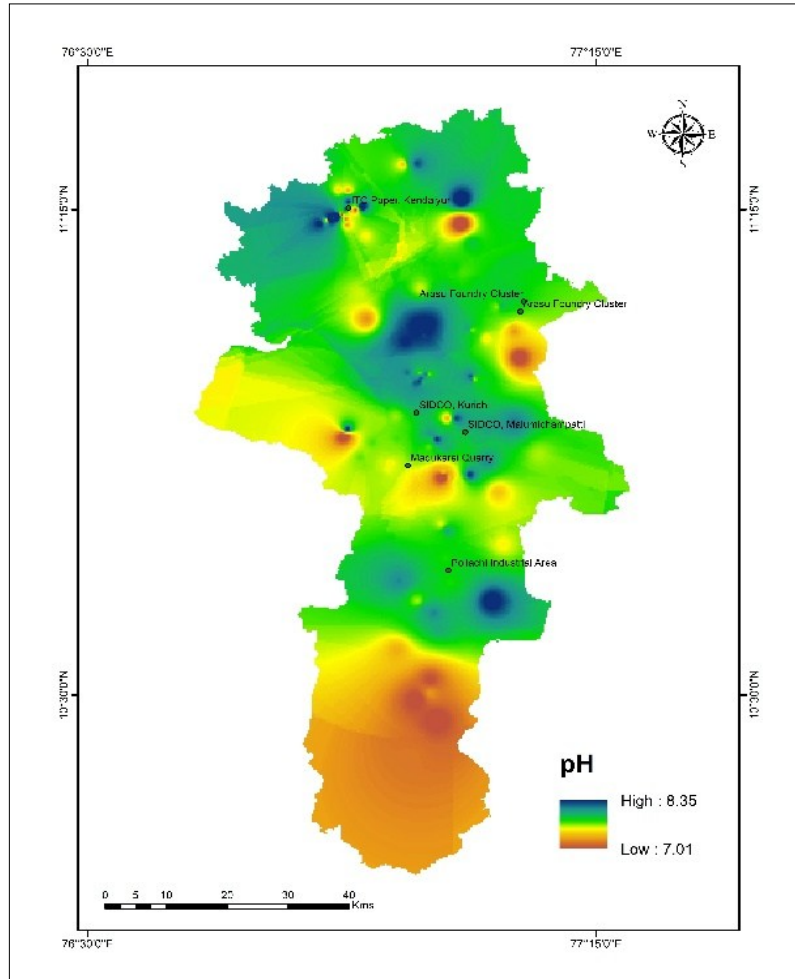 76°30'0"E
77°15'0"E
N
W
E
S
11°15'0"N
11°15'0"N
ITC Paper, Kendaiyur
Arasu Foundry Cluster
Arasu Foundry Cluster
SIDCO, Kurich
SIDCO, Malumichampatti
Madukarai Quarry
Pollachi Industrial Area
10°30'0"N
10°30'0"N
pH
High : 8.35
Low : 7.01
0 5 10 20 30 40
Kms
76°30'0"E
77°15'0"E